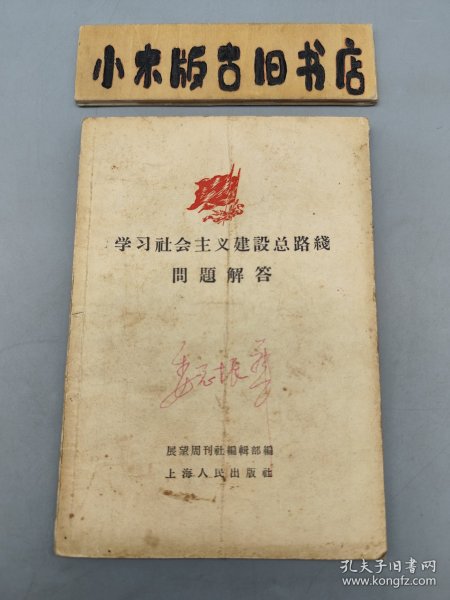 小木版古旧书店
学习社会主义建設总路綫
問題解答
展望周刊社編輯部編
上海人民出版社
孔夫子旧书网
www.kongfz.com